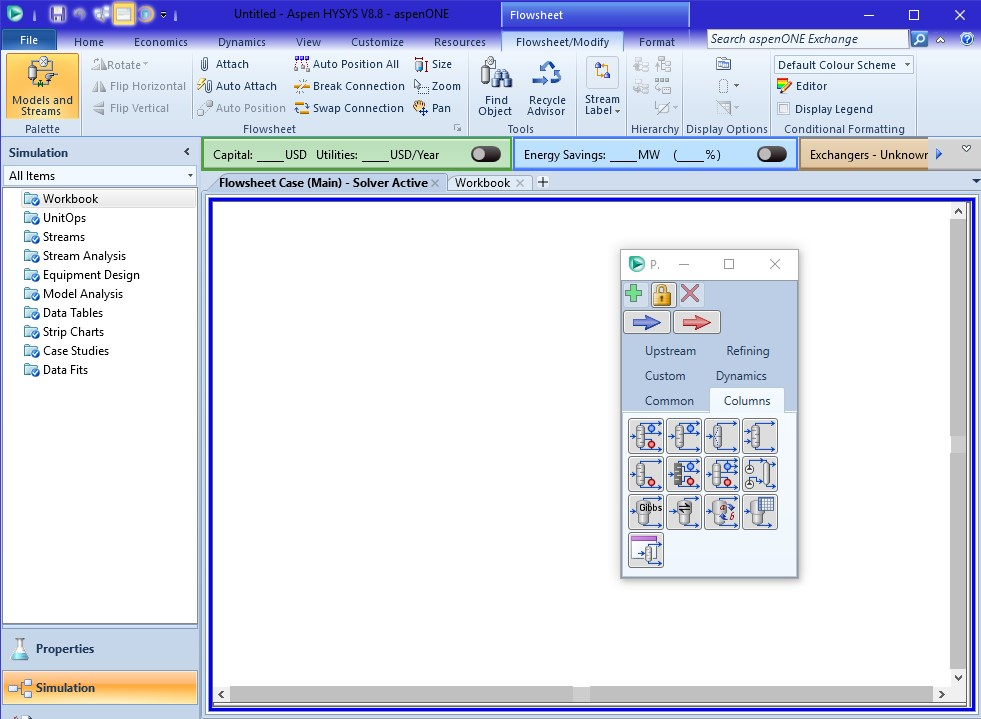 Untitled - Aspen HYSYS V8.8 - aspenONE
Flowsheet
File Home Economics Dynamics View Customize Resources Flowsheet/Modify Format Search aspenONE Exchange
Models and Streams
Palette
Rotate
Flip Horizontal
Flip Vertical
Attach
Auto Attach
Auto Position
Auto Position All
Break Connection
Swap Connection
Size
Zoom
Pan
Flowsheet
Find Object
Recycle Advisor
Tools
Stream Label
Hierarchy
Display Options
Default Colour Scheme
Editor
Display Legend
Conditional Formatting
Simulation
All Items
Capital: ____USD Utilities: ____USD/Year
Energy Savings: ____MW (____%)
Exchangers - Unknown
Flowsheet Case (Main) - Solver Active
Workbook
Workbook
UnitOps
Streams
Stream Analysis
Equipment Design
Model Analysis
Data Tables
Strip Charts
Case Studies
Data Fits
P.
Upstream Refining
Custom Dynamics
Common Columns
Gibbs
Properties
Simulation